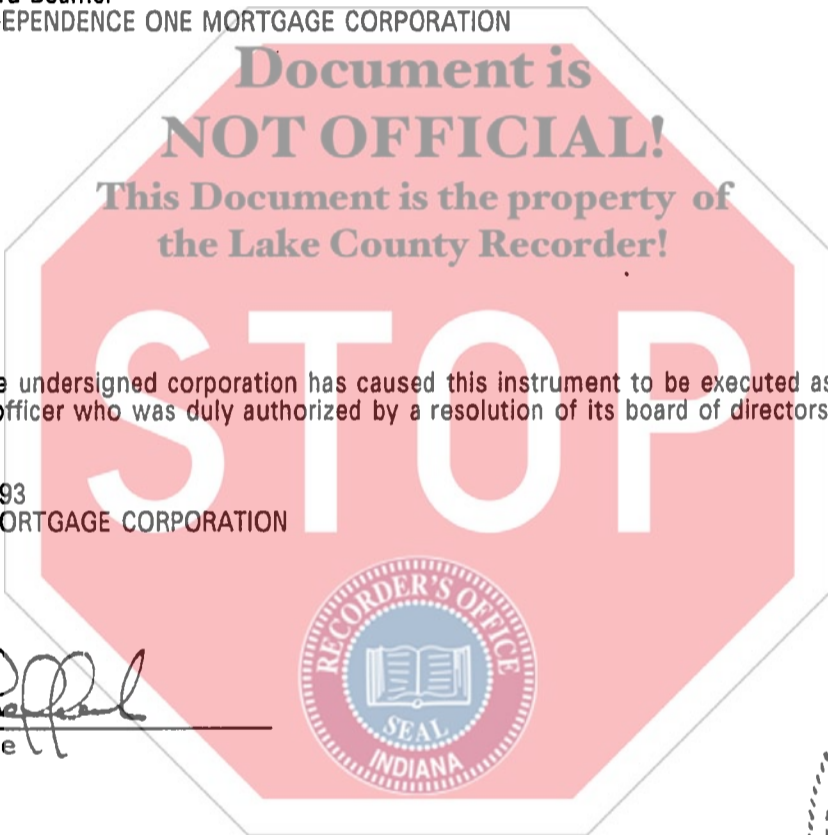 EPENDENCE ONE MORTGAGE CORPORATION
Document is
NOT OFFICIAL!
This Document is the property of
the Lake County Recorder!
STOP
e undersigned corporation has caused this instrument to be executed as
officer who was duly authorized by a resolution of its board of directors
93
ORTGAGE CORPORATION
RECORDER'S OFFICE
SEAL
INDIANA
e